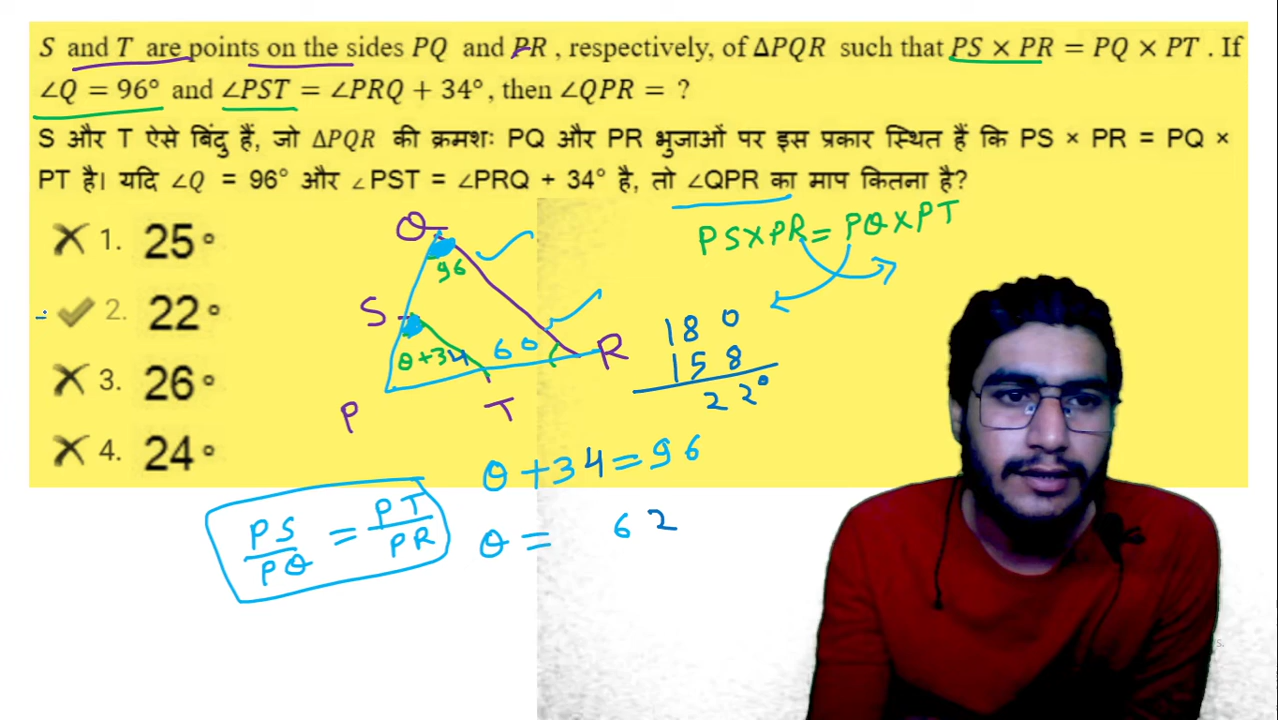 S and T are points on the sides PQ and PR , respectively, of ΔPQR such that PS × PR = PQ × PT . If
∠Q = 96° and ∠PST = ∠PRQ + 34°, then ∠QPR = ?
S और T ऐसे बिंदु हैं, जो ΔPQR की क्रमशः PQ और PR भुजाओं पर इस प्रकार स्थित हैं कि PS × PR = PQ ×
PT है। यदि ∠Q = 96° और ∠PST = ∠PRQ + 34° है, तो ∠QPR का माप कितना है?
1. 25°
2. 22°
3. 26°
4. 24°
Q
96
S
θ+34
60
R
P
T
PS×PR=PQ×PT
180
158
22°
θ+34=96
θ= 62
PS/PQ = PT/PR